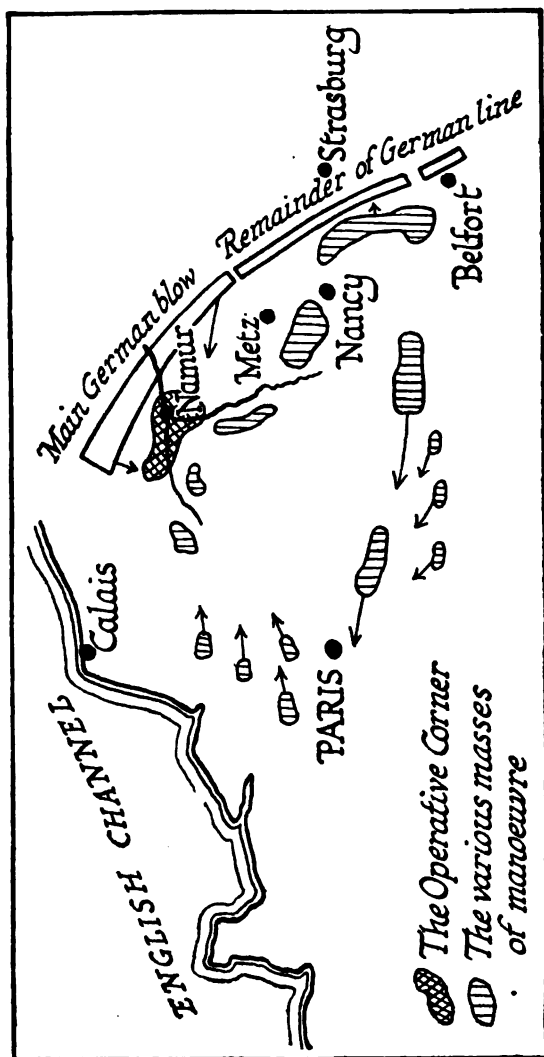 ENGLISH CHANNEL
Calais
Main German blow
Namur
Remainder of German line
Strasburg
Metz
Nancy
Belfort
PARIS
The Operative Corner
The various masses
of manoeuvre